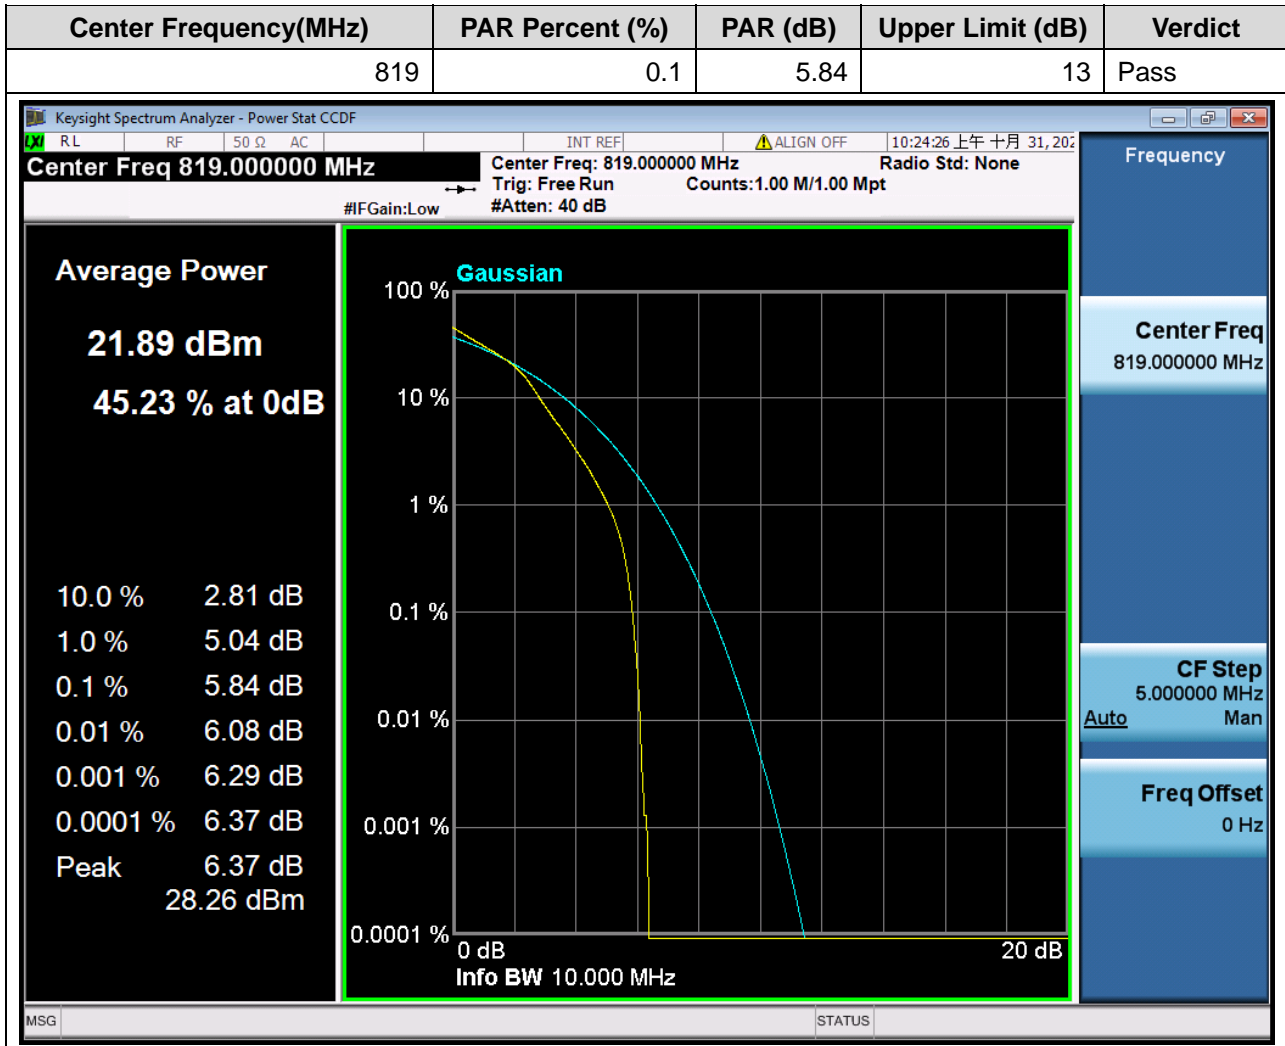 Center Frequency(MHz) PAR Percent (%) PAR (dB) Upper Limit (dB) Verdict
819 0.1 5.84 13 Pass
Keysight Spectrum Analyzer - Power Stat CCDF
LXI RL RF 50 Ω AC INT REF ALIGN OFF 10:24:26 上午 十月 31, 202
Center Freq 819.000000 MHz
Center Freq: 819.000000 MHz Radio Std: None
Trig: Free Run Counts:1.00 M/1.00 Mpt
#IFGain:Low #Atten: 40 dB
Average Power
21.89 dBm
45.23 % at 0dB
10.0 % 2.81 dB
1.0 % 5.04 dB
0.1 % 5.84 dB
0.01 % 6.08 dB
0.001 % 6.29 dB
0.0001 % 6.37 dB
Peak 6.37 dB
28.26 dBm
Gaussian
100 %
10 %
1 %
0.1 %
0.01 %
0.001 %
0.0001 %
0 dB 20 dB
Info BW 10.000 MHz
Frequency
Center Freq
819.000000 MHz
CF Step
5.000000 MHz
Auto Man
Freq Offset
0 Hz
MSG STATUS